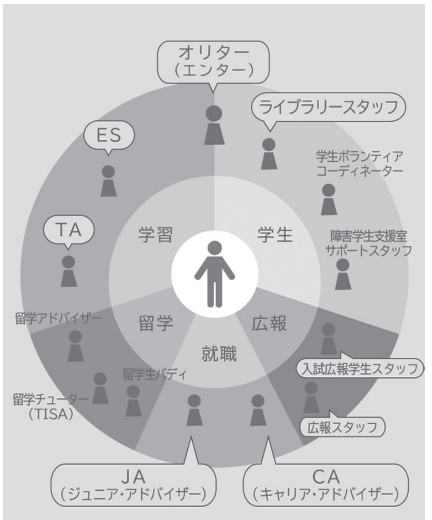 オリター
(エンター)
ライブラリースタッフ
ES
学生ボランティア
コーディネーター
TA
学習
学生
障害学生支援室
サポートスタッフ
留学アドバイザー
留学
広報
就職
入試広報学生スタッフ
留学生バディ
留学チューター
(TISA)
広報スタッフ
JA
(ジュニア・アドバイザー)
CA
(キャリア・アドバイザー)